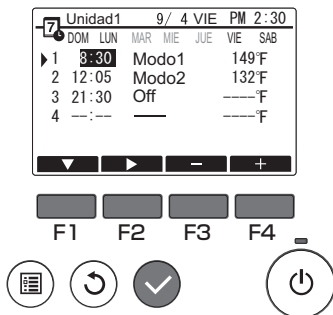 7 Unidad1 9/ 4 VIE PM 2:30
DOM LUN MAR MIE JUE VIE SAB
1 8:30 Modo1 149°F
2 12:05 Modo2 132°F
3 21:30 Off ----°F
4 --:-- —— ----°F
▼ ▶ − +
F1 F2 F3 F4